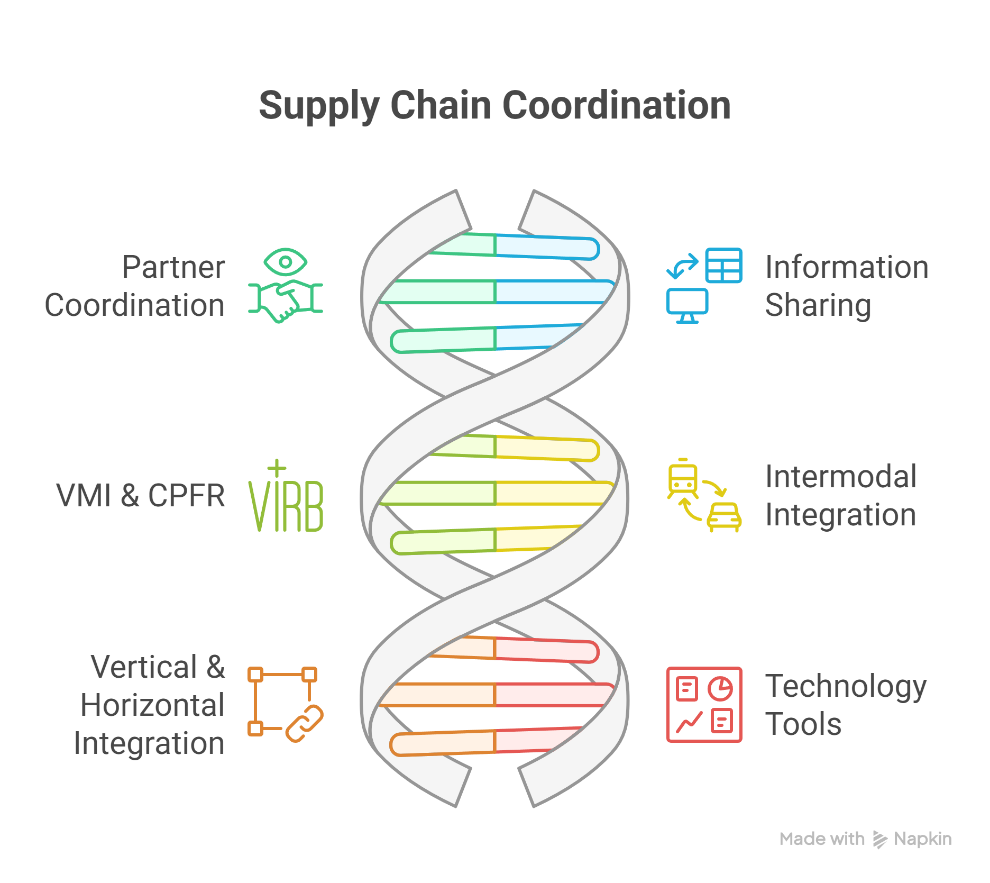 Supply Chain Coordination
Partner
Coordination
Information
Sharing
VMI & CPFR
ViRB
Intermodal
Integration
Vertical &
Horizontal
Integration
Technology
Tools
Made with Napkin